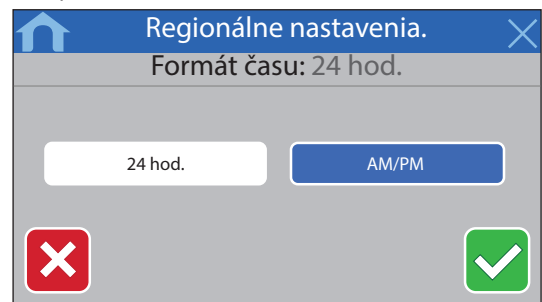 Regionálne nastavenia.
Formát času: 24 hod.
24 hod.
AM/PM